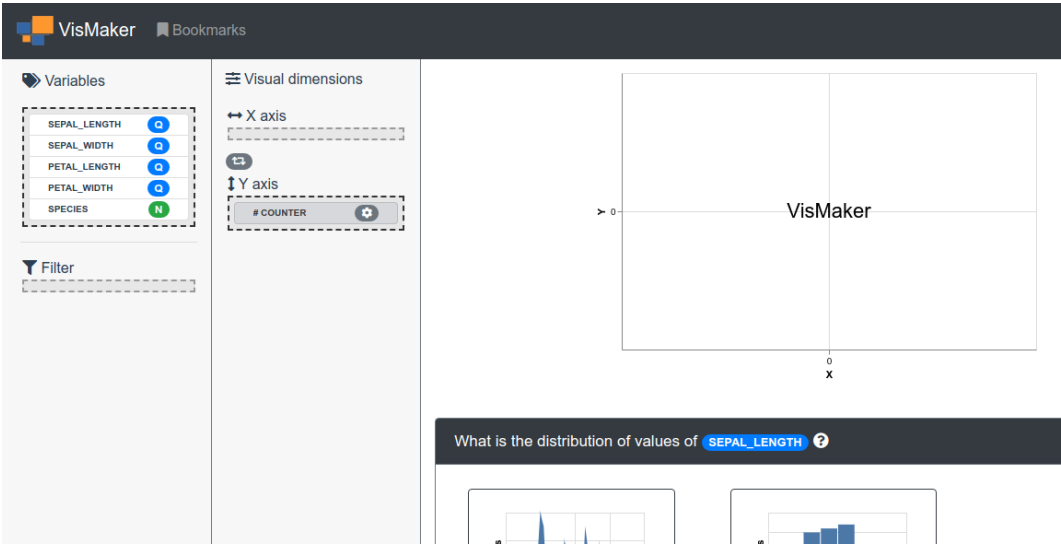 VisMaker Bookmarks
Variables
SEPAL_LENGTH Q
SEPAL_WIDTH Q
PETAL_LENGTH Q
PETAL_WIDTH Q
SPECIES N
Filter
Visual dimensions
X axis
Y axis
# COUNTER
Y 0
VisMaker
0
X
What is the distribution of values of SEPAL_LENGTH ?